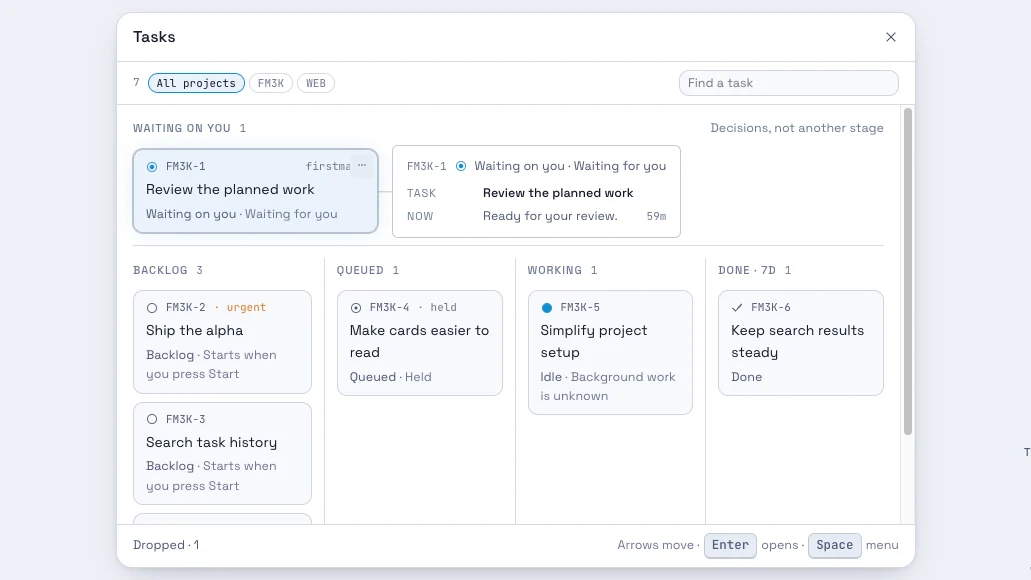 Tasks
7 All projects FM3K WEB Find a task
WAITING ON YOU 1 Decisions, not another stage
FM3K-1 ···
Review the planned work
Waiting on you · Waiting for you
FM3K-1 Waiting on you · Waiting for you
TASK Review the planned work
NOW Ready for your review. 59m
BACKLOG 3
FM3K-2 · urgent
Ship the alpha
Backlog · Starts when
you press Start
FM3K-3
Search task history
Backlog · Starts when
you press Start
QUEUED 1
FM3K-4 · held
Make cards easier to
read
Queued · Held
WORKING 1
FM3K-5
Simplify project
setup
Idle · Background work
is unknown
DONE · 7D 1
FM3K-6
Keep search results
steady
Done
Dropped · 1 Arrows move · Enter opens · Space menu